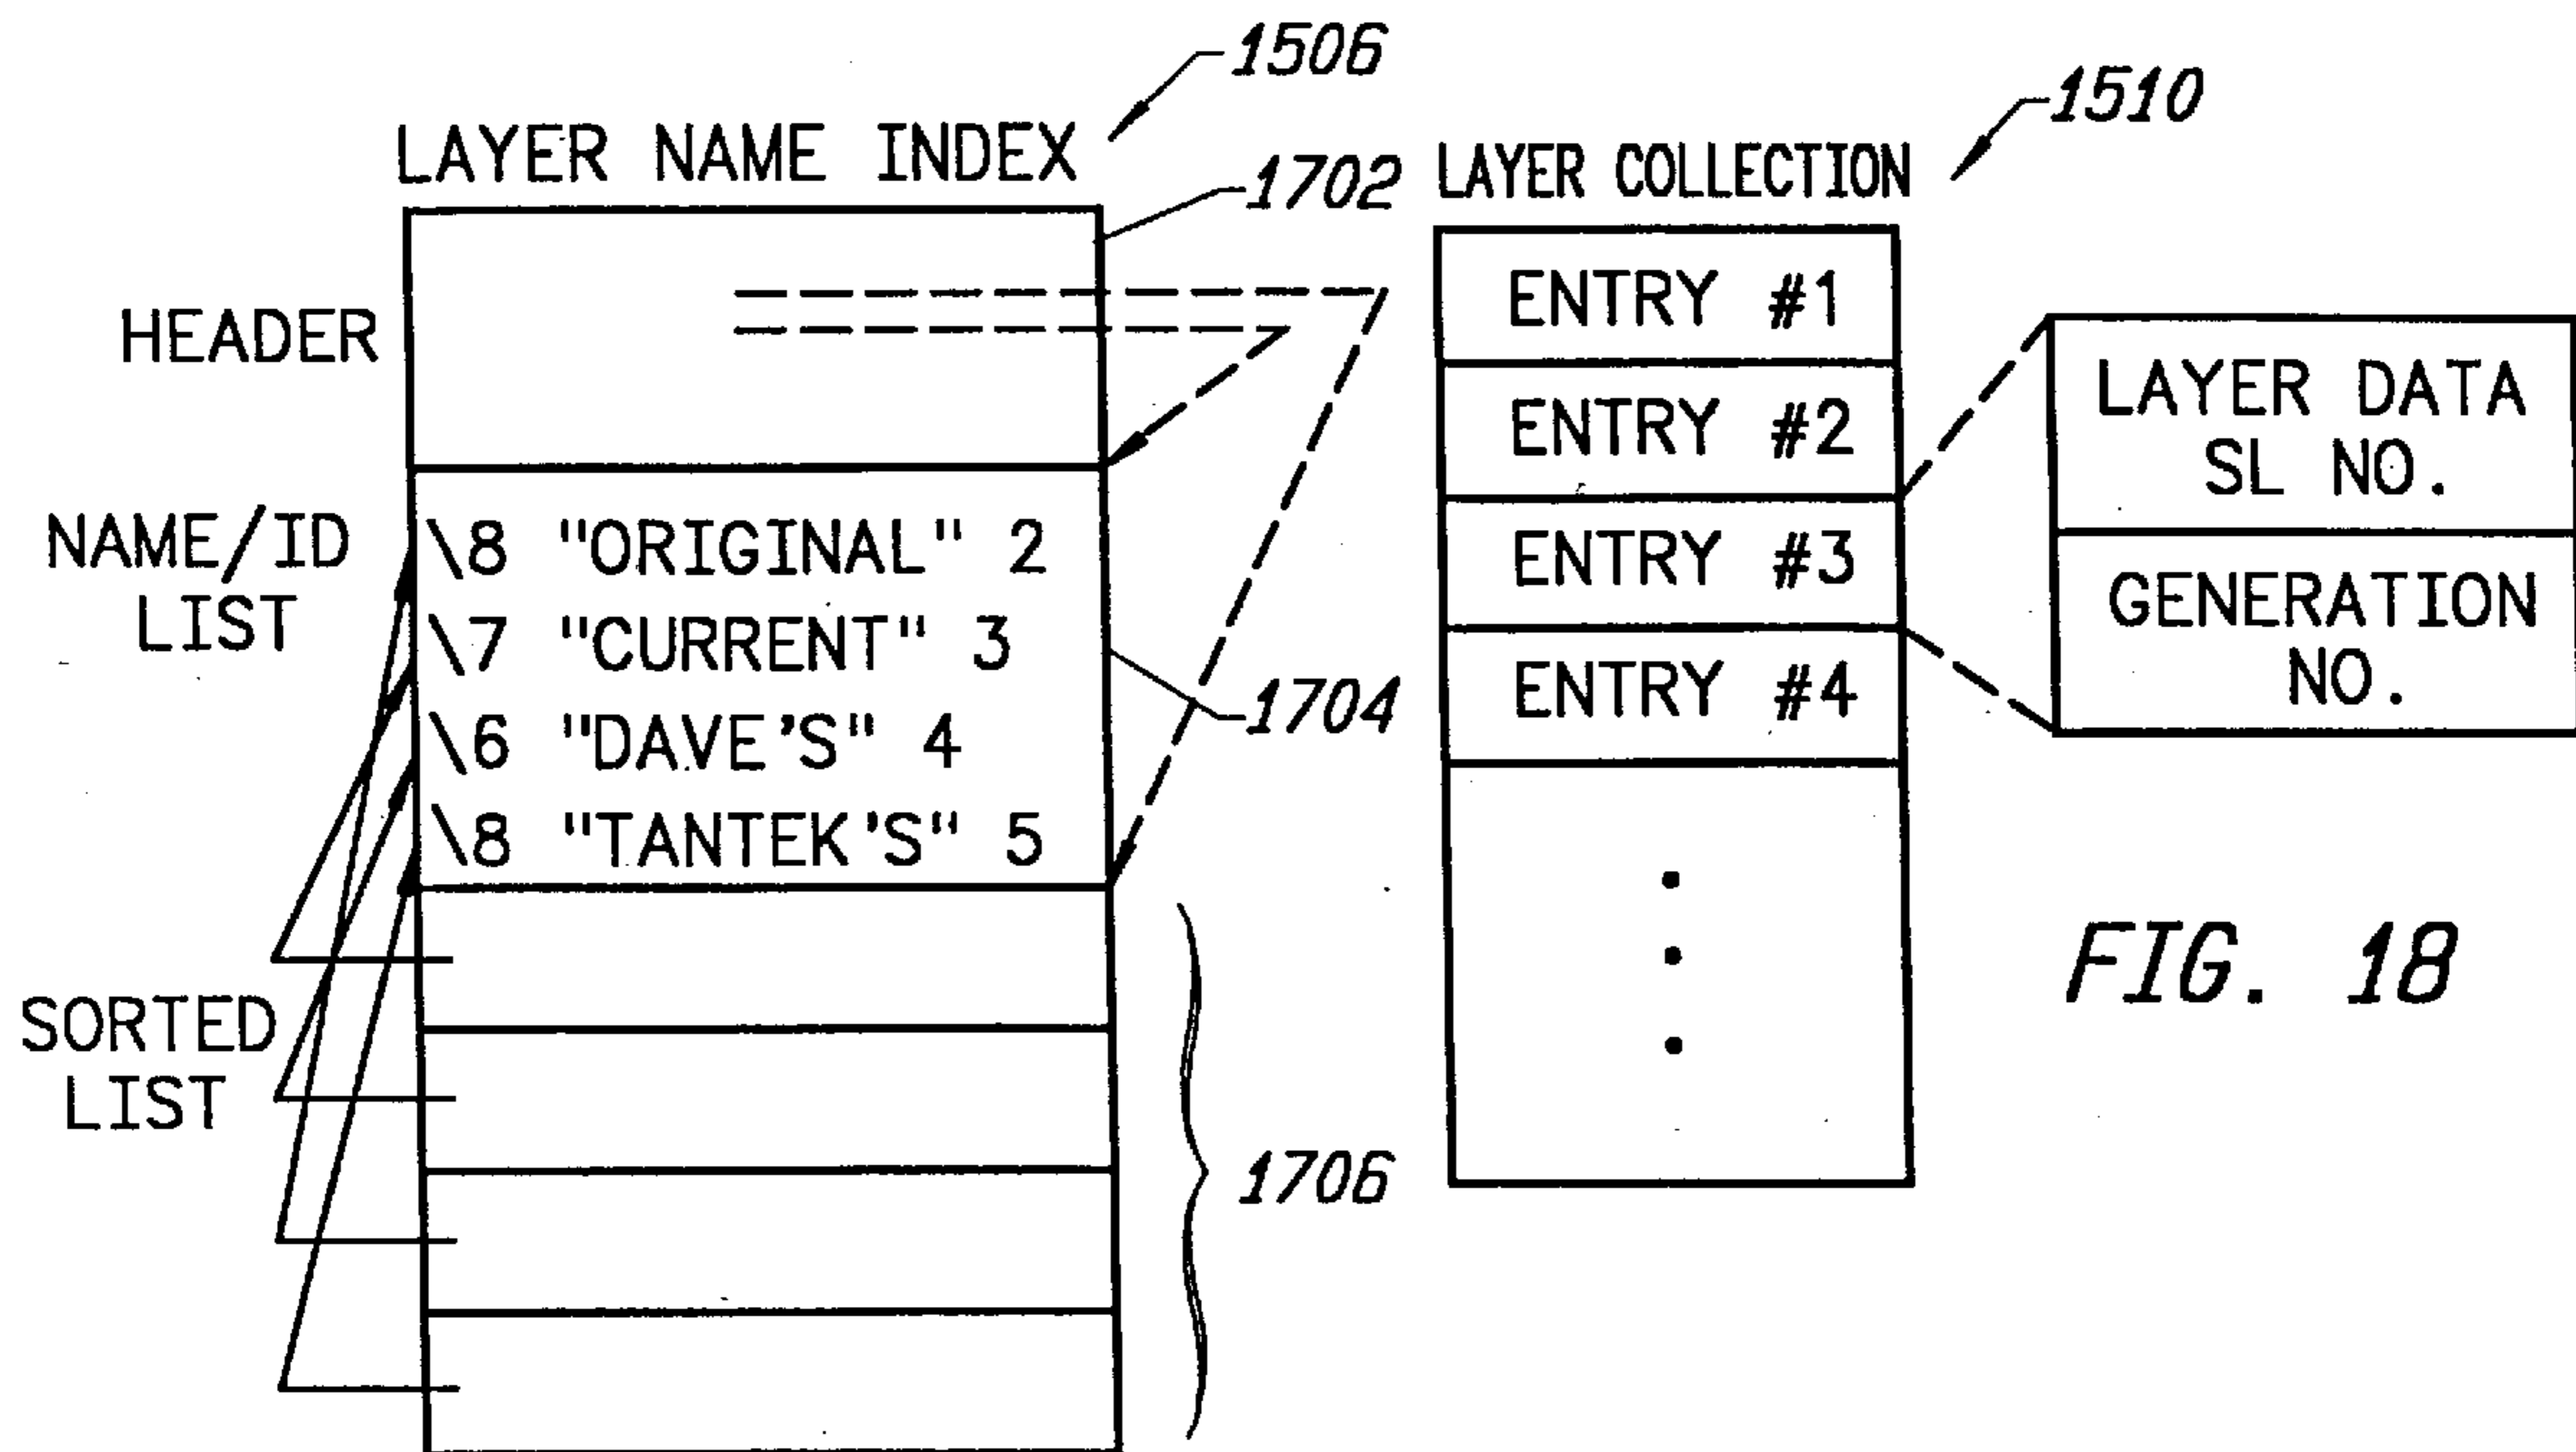 1506
LAYER NAME INDEX
1702
HEADER
NAME/ID
LIST
\8 "ORIGINAL" 2
\7 "CURRENT" 3
\6 "DAVE'S" 4
\8 "TANTEK'S" 5
1704
SORTED
LIST
1706
1510
LAYER COLLECTION
ENTRY #1
ENTRY #2
ENTRY #3
ENTRY #4
LAYER DATA
SL NO.
GENERATION
NO.
FIG. 18